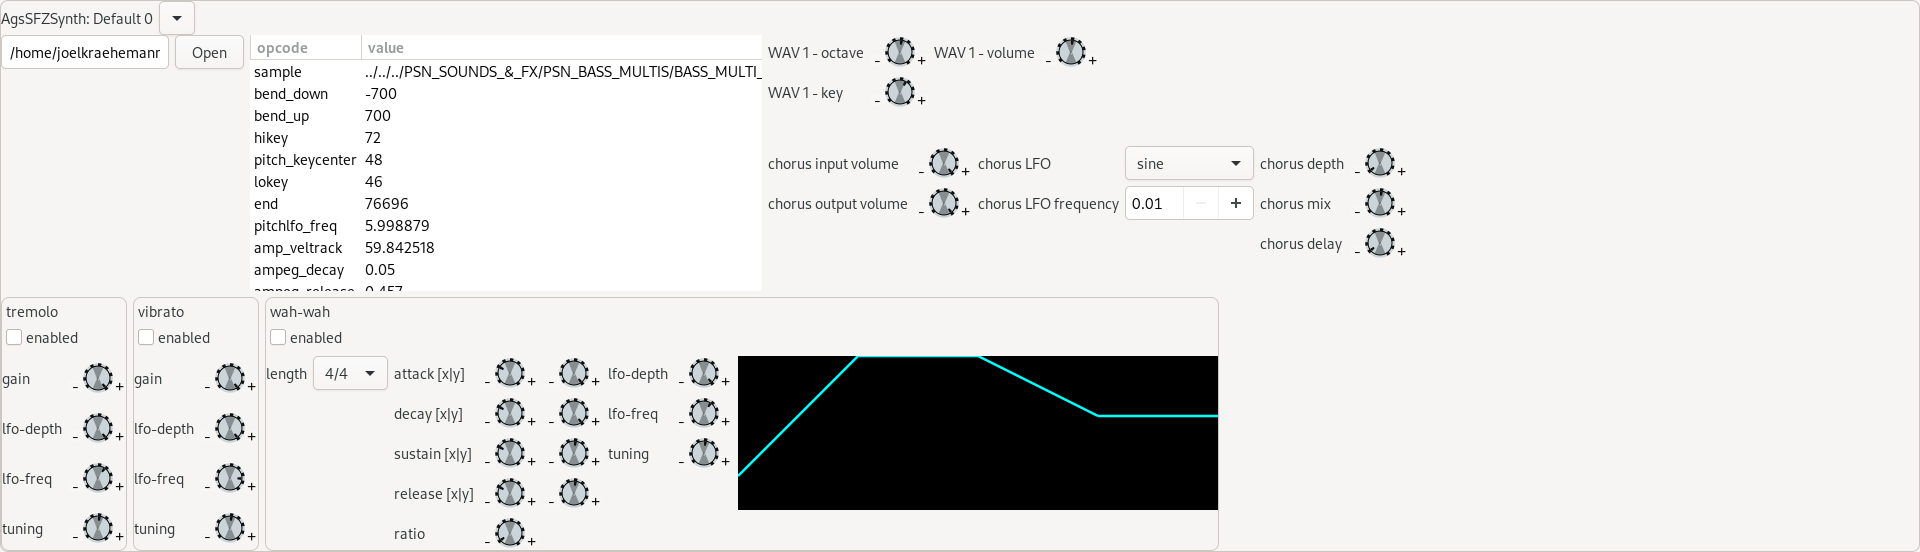 AgsSFZSynth: Default 0
/home/joelkraehemanr
Open
opcode value
sample ../../../PSN_SOUNDS_&_FX/PSN_BASS_MULTIS/BASS_MULTI_
bend_down -700
bend_up 700
hikey 72
pitch_keycenter 48
lokey 46
end 76696
pitchlfo_freq 5.998879
amp_veltrack 59.842518
ampeg_decay 0.05
ampeg_release 0.457
WAV 1 - octave - + WAV 1 - volume - +
WAV 1 - key - +
chorus input volume - + chorus LFO sine chorus depth - +
chorus output volume - + chorus LFO frequency 0.01 - + chorus mix - +
chorus delay - +
tremolo
enabled
gain - +
lfo-depth - +
lfo-freq - +
tuning - +
vibrato
enabled
gain - +
lfo-depth - +
lfo-freq - +
tuning - +
wah-wah
enabled
length 4/4 attack [x|y] - + - + lfo-depth - +
decay [x|y] - + - + lfo-freq - +
sustain [x|y] - + - + tuning - +
release [x|y] - + - +
ratio - +